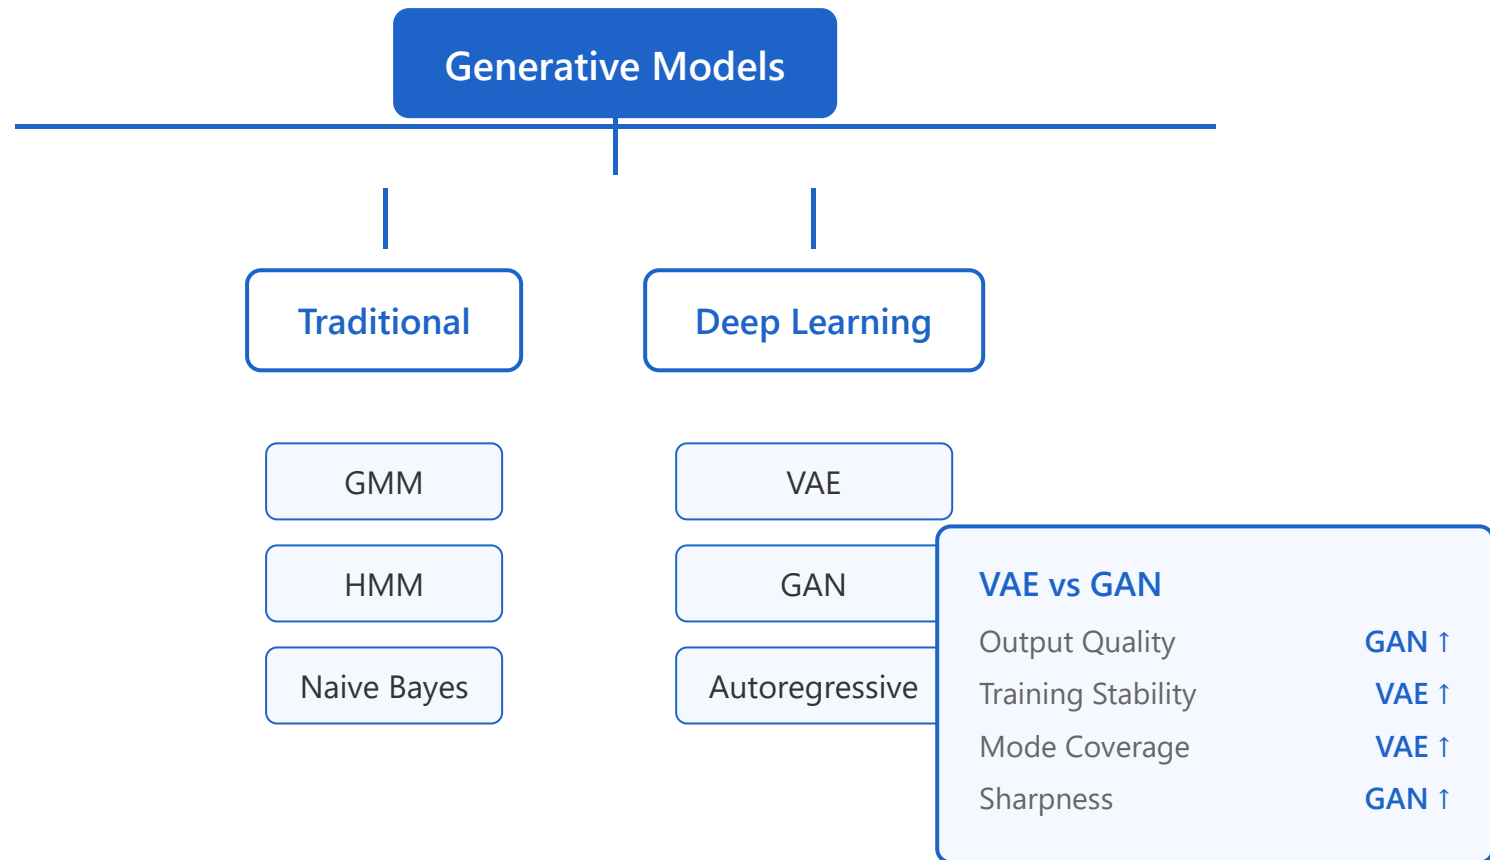 Generative Models
Traditional
Deep Learning
GMM
HMM
Naive Bayes
VAE
GAN
Autoregressive
VAE vs GAN
Output Quality GAN ↑
Training Stability VAE ↑
Mode Coverage VAE ↑
Sharpness GAN ↑